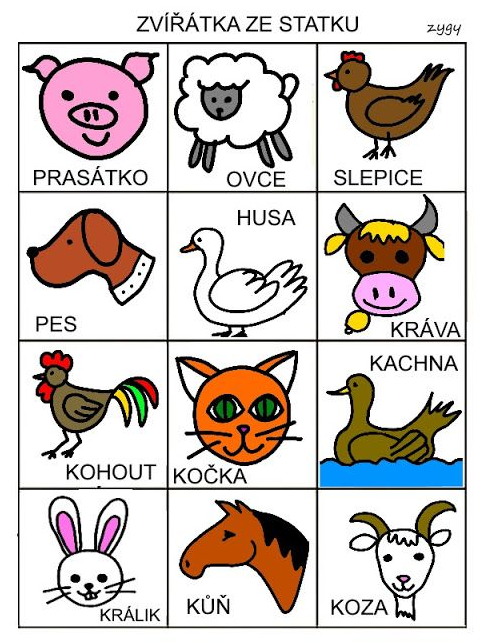 ZVÍŘÁTKA ZE STATKU
zygy
PRASÁTKO
OVCE
SLEPICE
PES
HUSA
KRÁVA
KOHOUT
KOČKA
KACHNA
KRÁLIK
KŮŇ
KOZA